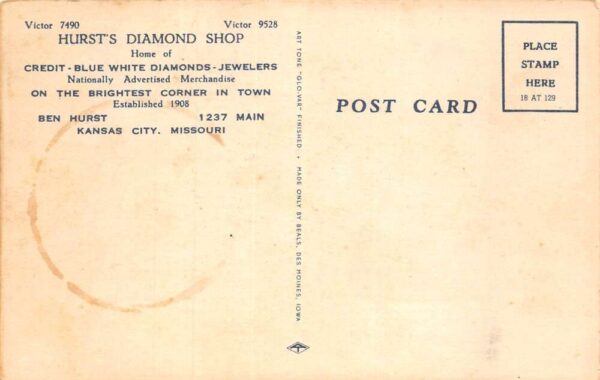 Victor 7490 Victor 9528
HURST'S DIAMOND SHOP
Home of
CREDIT - BLUE WHITE DIAMONDS - JEWELERS
Nationally Advertised Merchandise
ON THE BRIGHTEST CORNER IN TOWN
Established 1908
BEN HURST 1237 MAIN
KANSAS CITY, MISSOURI
ART TONE "GLO-VAR" FINISHED • MADE ONLY BY BEALS, DES MOINES, IOWA
POST CARD
PLACE
STAMP
HERE
18 AT 129